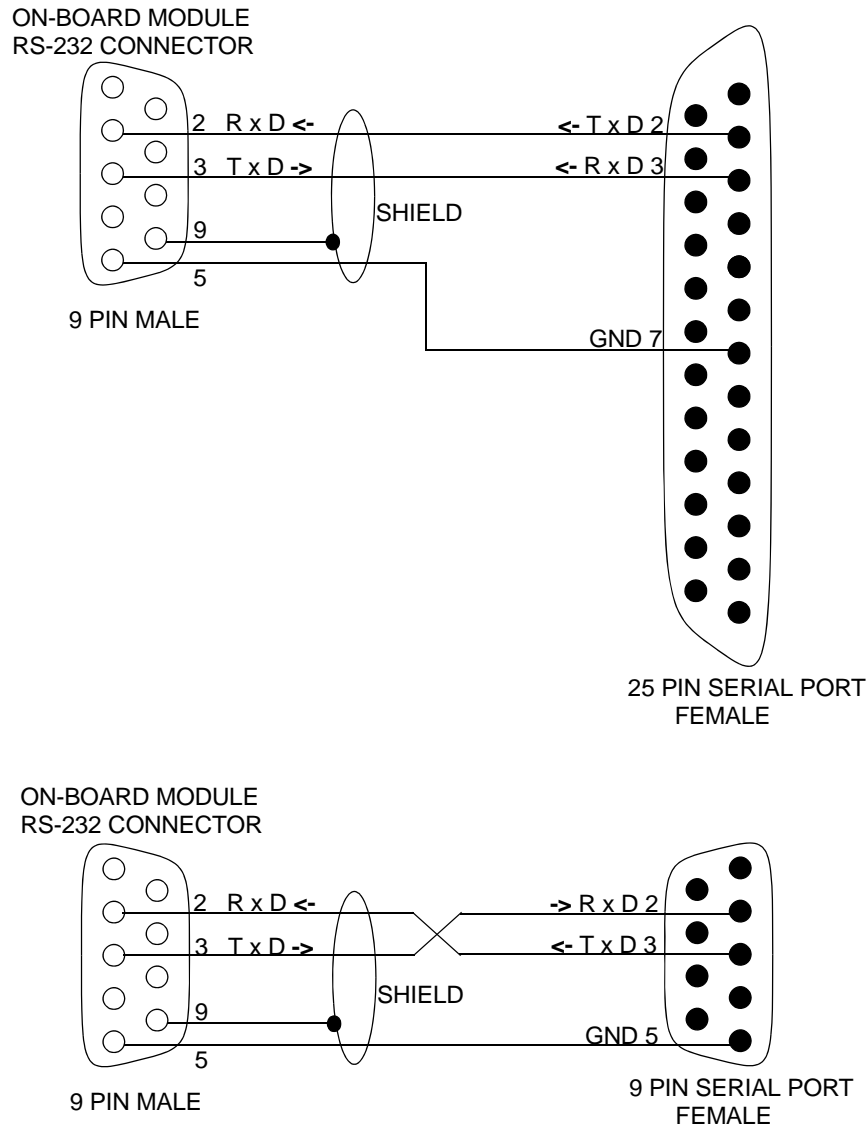 ON-BOARD MODULE
RS-232 CONNECTOR
2 R x D <- <- T x D 2
3 T x D -> <- R x D 3
SHIELD
9
5
9 PIN MALE
GND 7
25 PIN SERIAL PORT
FEMALE
ON-BOARD MODULE
RS-232 CONNECTOR
2 R x D <- -> R x D 2
3 T x D -> <- T x D 3
SHIELD
9
GND 5
5
9 PIN MALE
9 PIN SERIAL PORT
FEMALE